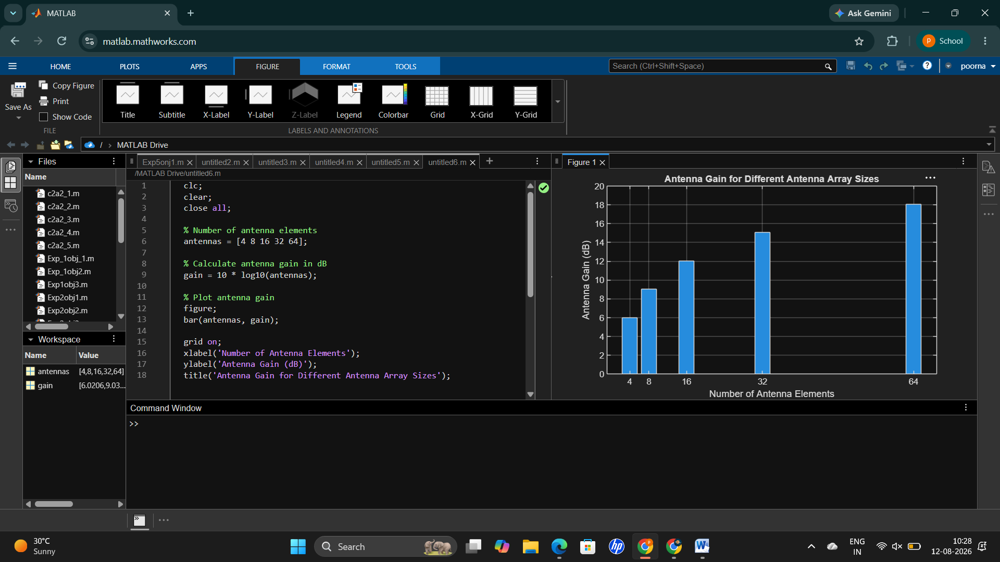 MATLAB
Ask Gemini
matlab.mathworks.com
P School
HOME PLOTS APPS FIGURE FORMAT TOOLS
Search (Ctrl+Shift+Space)
poorna
Save As
Copy Figure
Print
Show Code
FILE
Title Subtitle X-Label Y-Label Z-Label Legend Colorbar Grid X-Grid Y-Grid
LABELS AND ANNOTATIONS
/ › MATLAB Drive
Files
Name
c2a2_1.m
c2a2_2.m
c2a2_3.m
c2a2_4.m
c2a2_5.m
Exp_1obj_1.m
Exp_1obj2.m
Exp1obj3.m
Exp2obj1.m
Exp2obj2.m
Workspace
Name Value
antennas [4,8,16,32,64]
gain [6.0206,9.03...
Exp5onj1.m untitled2.m untitled3.m untitled4.m untitled5.m untitled6.m
/MATLAB Drive/untitled6.m
1 clc;
2 clear;
3 close all;
4
5 % Number of antenna elements
6 antennas = [4 8 16 32 64];
7
8 % Calculate antenna gain in dB
9 gain = 10 * log10(antennas);
10
11 % Plot antenna gain
12 figure;
13 bar(antennas, gain);
14
15 grid on;
16 xlabel('Number of Antenna Elements');
17 ylabel('Antenna Gain (dB)');
18 title('Antenna Gain for Different Antenna Array Sizes');
Figure 1
Antenna Gain for Different Antenna Array Sizes
Antenna Gain (dB)
20
18
16
14
12
10
8
6
4
2
0
4 8 16 32 64
Number of Antenna Elements
Command Window
>>
30°C
Sunny
Search
ENG
IN
10:28
12-08-2026